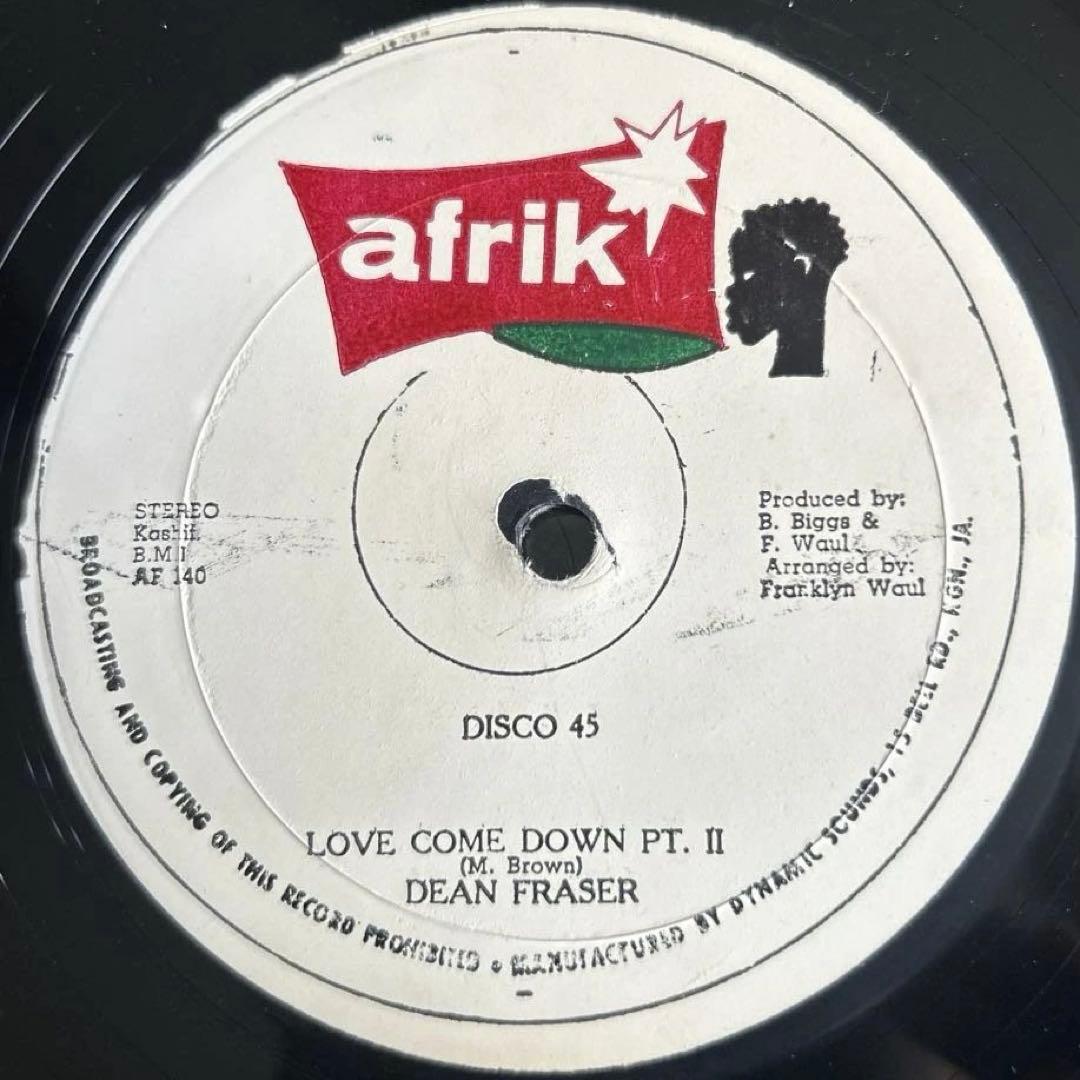 afrik
STEREO
Kashif
B.M.I
AF 140
Produced by:
B. Biggs &
F. Waul
Arranged by:
Franklyn Waul
DISCO 45
LOVE COME DOWN PT. II
(M. Brown)
DEAN FRASER
BROADCASTING AND COPYING OF THIS RECORD PROHIBITED • MANUFACTURED BY DYNAMIC SOUNDS, 15 BELL RD., KGN., JA.